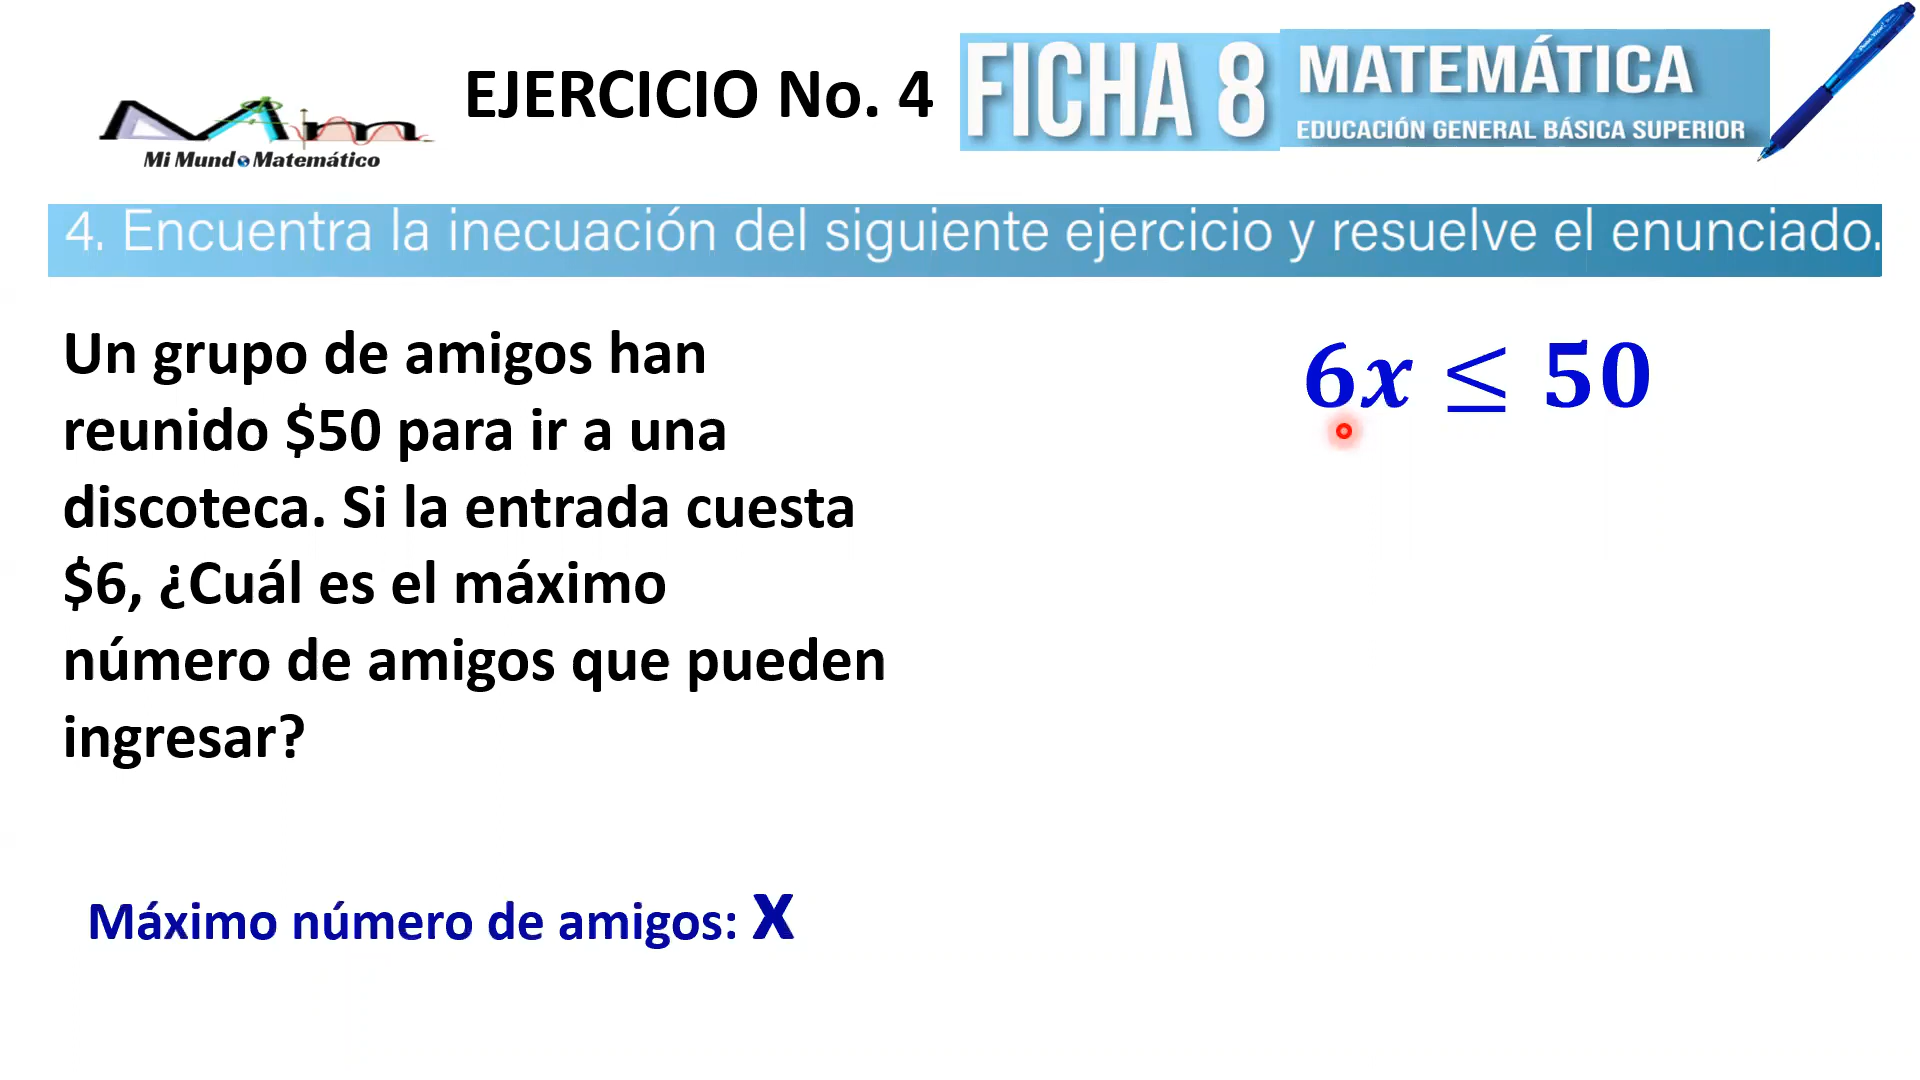 Mi Mundo Matemático
EJERCICIO No. 4
FICHA 8
MATEMÁTICA
EDUCACIÓN GENERAL BÁSICA SUPERIOR
4. Encuentra la inecuación del siguiente ejercicio y resuelve el enunciado.
Un grupo de amigos han
reunido $50 para ir a una
discoteca. Si la entrada cuesta
$6, ¿Cuál es el máximo
número de amigos que pueden
ingresar?
6x ≤ 50
Máximo número de amigos: X